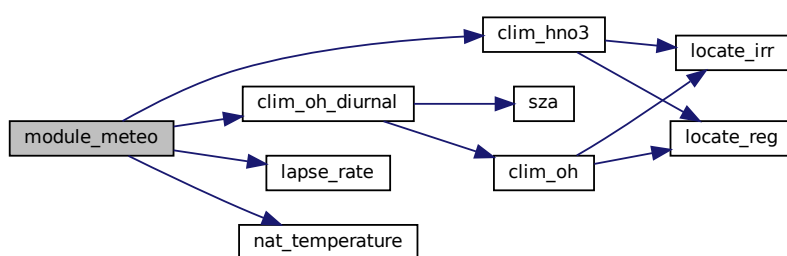 module_meteo
clim_hno3
clim_oh_diurnal
lapse_rate
nat_temperature
sza
clim_oh
locate_irr
locate_reg